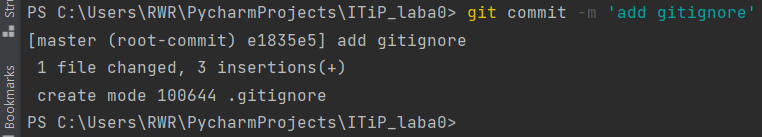 PS C:\Users\RWR\PycharmProjects\ITiP_laba0> git commit -m 'add gitignore'
[master (root-commit) e1835e5] add gitignore
 1 file changed, 3 insertions(+)
 create mode 100644 .gitignore
PS C:\Users\RWR\PycharmProjects\ITiP_laba0>
Bookmarks